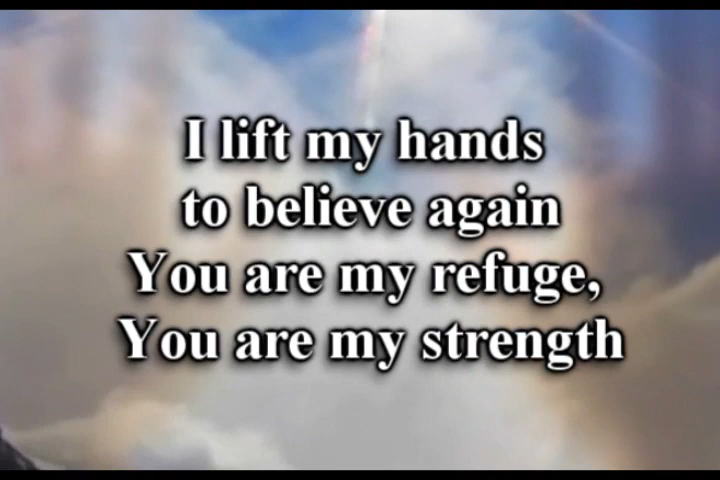 I lift my hands
to believe again
You are my refuge,
You are my strength